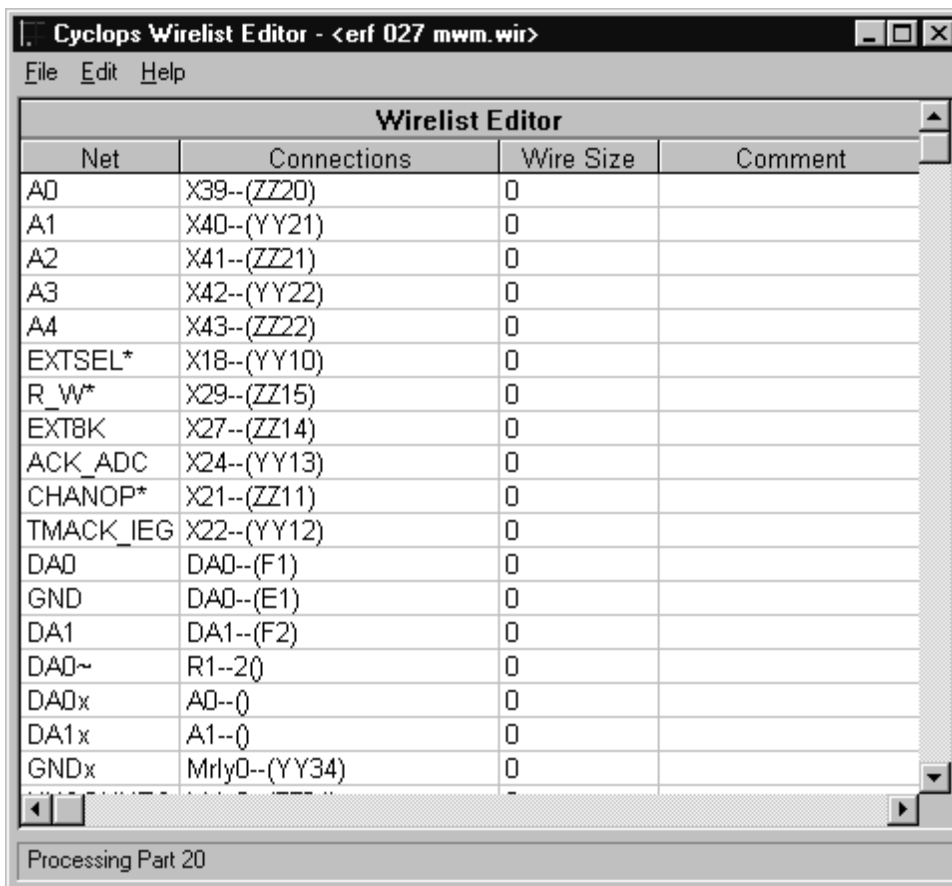 Cyclops Wirelist Editor - <erf 027 mwm.wir>
File Edit Help
Wirelist Editor
Net Connections Wire Size Comment
A0 X39--(ZZ20) 0
A1 X40--(YY21) 0
A2 X41--(ZZ21) 0
A3 X42--(YY22) 0
A4 X43--(ZZ22) 0
EXTSEL* X18--(YY10) 0
R_W* X29--(ZZ15) 0
EXT8K X27--(ZZ14) 0
ACK_ADC X24--(YY13) 0
CHANOP* X21--(ZZ11) 0
TMACK_IEG X22--(YY12) 0
DA0 DA0--(F1) 0
GND DA0--(E1) 0
DA1 DA1--(F2) 0
DA0~ R1--2() 0
DA0x A0--() 0
DA1x A1--() 0
GNDx Mrly0--(YY34) 0
Processing Part 20